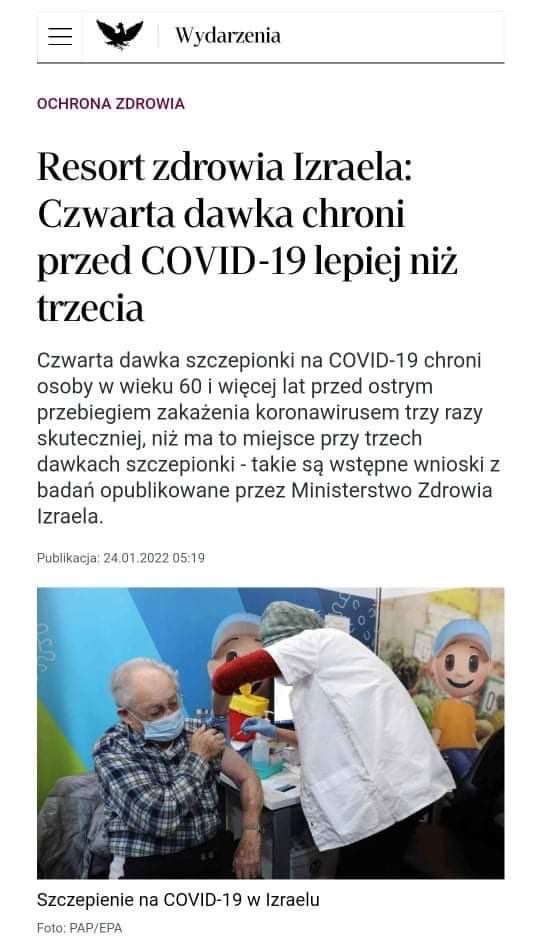 Wydarzenia
OCHRONA ZDROWIA
Resort zdrowia Izraela:
Czwarta dawka chroni
przed COVID-19 lepiej niż
trzecia
Czwarta dawka szczepionki na COVID-19 chroni
osoby w wieku 60 i więcej lat przed ostrym
przebiegiem zakażenia koronawirusem trzy razy
skuteczniej, niż ma to miejsce przy trzech
dawkach szczepionki - takie są wstępne wnioski z
badań opublikowane przez Ministerstwo Zdrowia
Izraela.
Publikacja: 24.01.2022 05:19
Szczepienie na COVID-19 w Izraelu
Foto: PAP/EPA